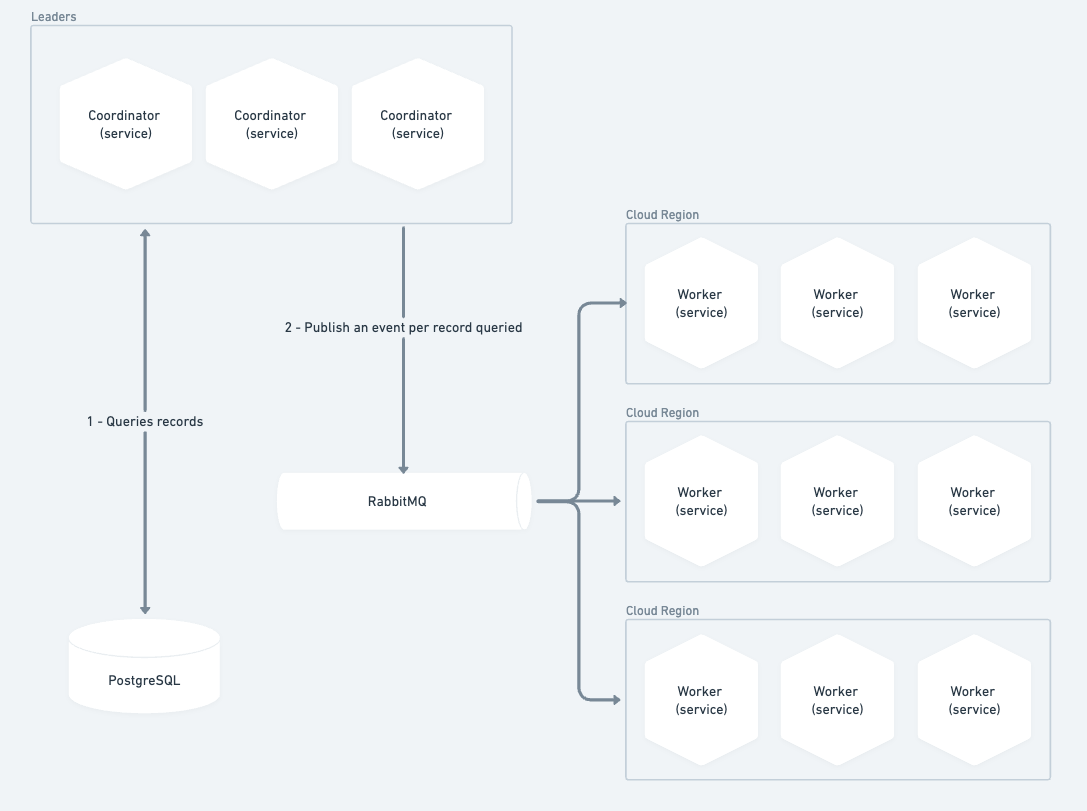 Leaders
Coordinator
(service)
Coordinator
(service)
Coordinator
(service)
1 - Queries records
2 - Publish an event per record queried
RabbitMQ
PostgreSQL
Cloud Region
Worker
(service)
Worker
(service)
Worker
(service)
Cloud Region
Worker
(service)
Worker
(service)
Worker
(service)
Cloud Region
Worker
(service)
Worker
(service)
Worker
(service)